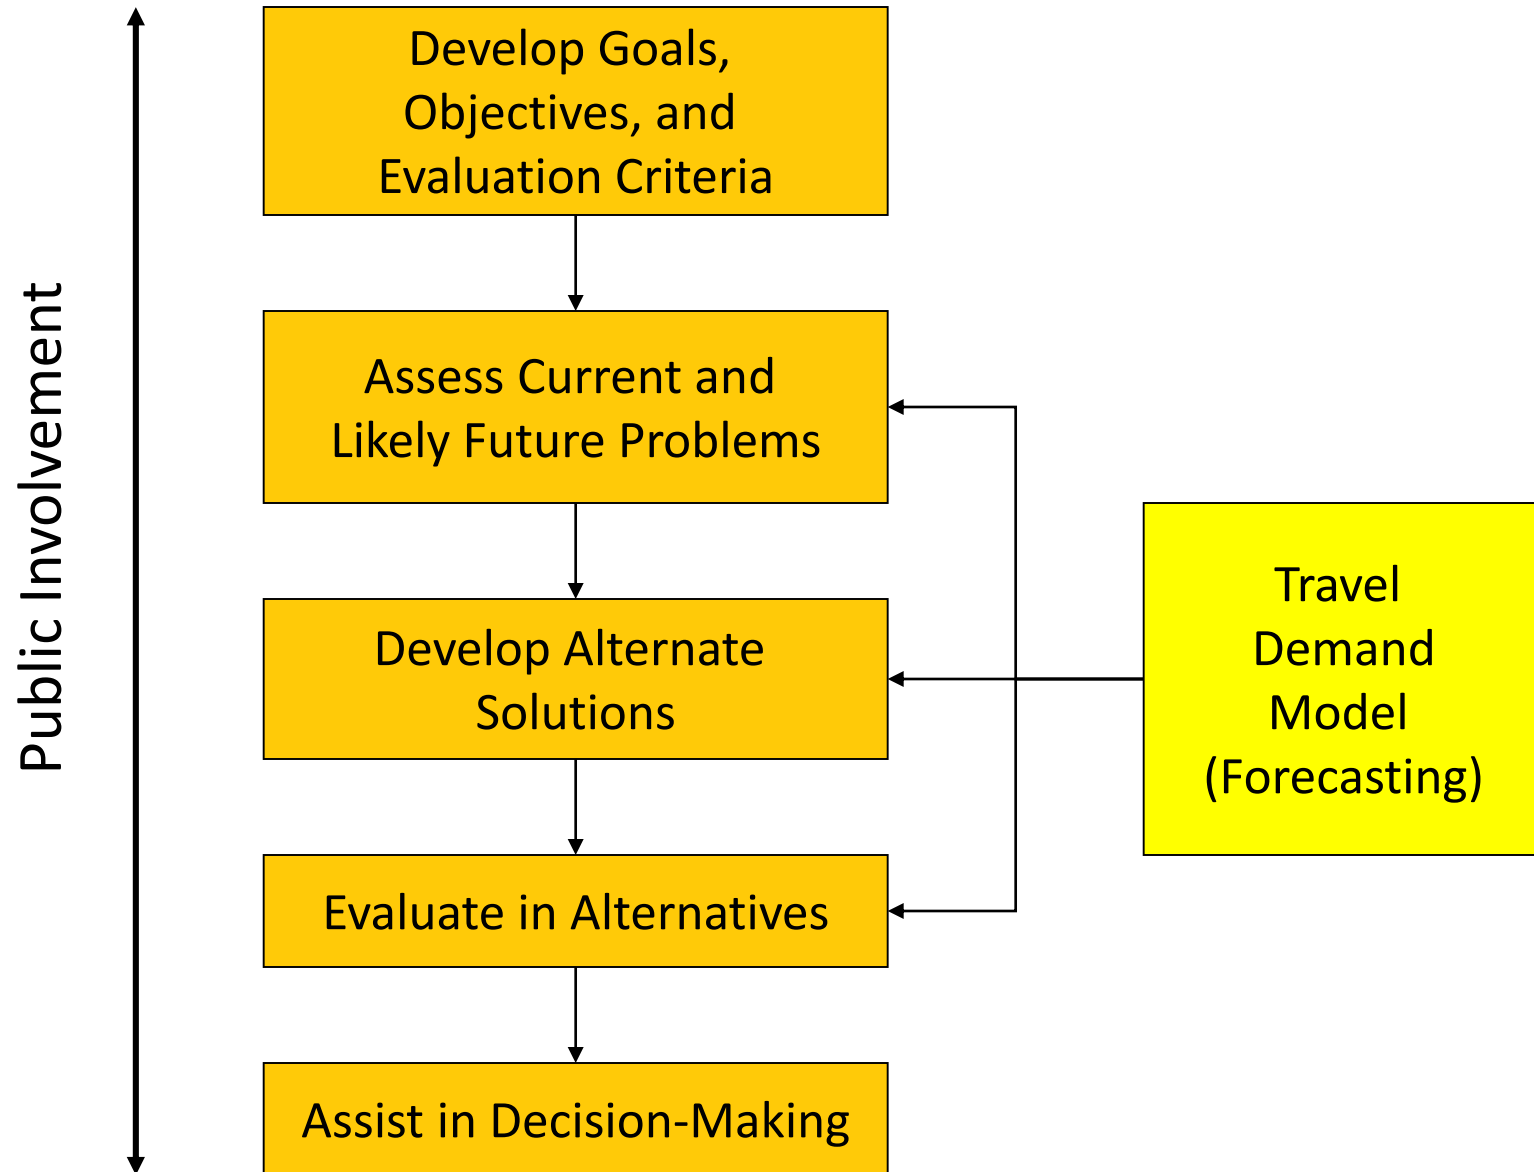 Public Involvement
Develop Goals,
Objectives, and
Evaluation Criteria
Assess Current and
Likely Future Problems
Develop Alternate
Solutions
Evaluate in Alternatives
Assist in Decision-Making
Travel
Demand
Model
(Forecasting)